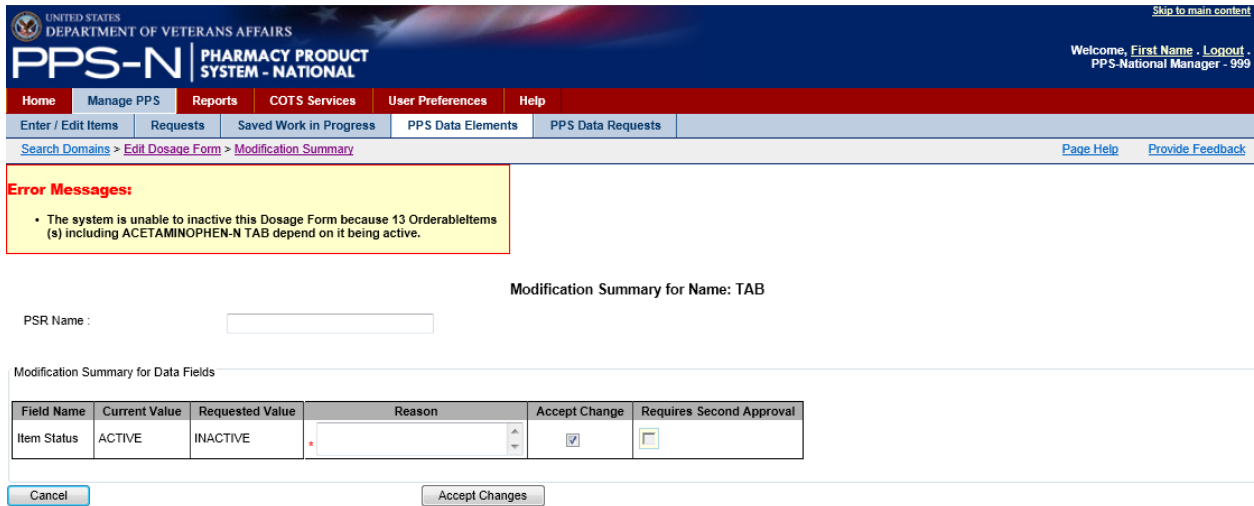 Skip to main content
UNITED STATES
DEPARTMENT OF VETERANS AFFAIRS
PPS-N
PHARMACY PRODUCT
SYSTEM - NATIONAL
Welcome, First Name . Logout .
PPS-National Manager - 999
Home Manage PPS Reports COTS Services User Preferences Help
Enter / Edit Items Requests Saved Work in Progress PPS Data Elements PPS Data Requests
Search Domains > Edit Dosage Form > Modification Summary Page Help Provide Feedback
Error Messages:
• The system is unable to inactive this Dosage Form because 13 OrderableItems
(s) including ACETAMINOPHEN-N TAB depend on it being active.
Modification Summary for Name: TAB
PSR Name :
Modification Summary for Data Fields
Field Name Current Value Requested Value Reason Accept Change Requires Second Approval
Item Status ACTIVE INACTIVE *
Cancel Accept Changes